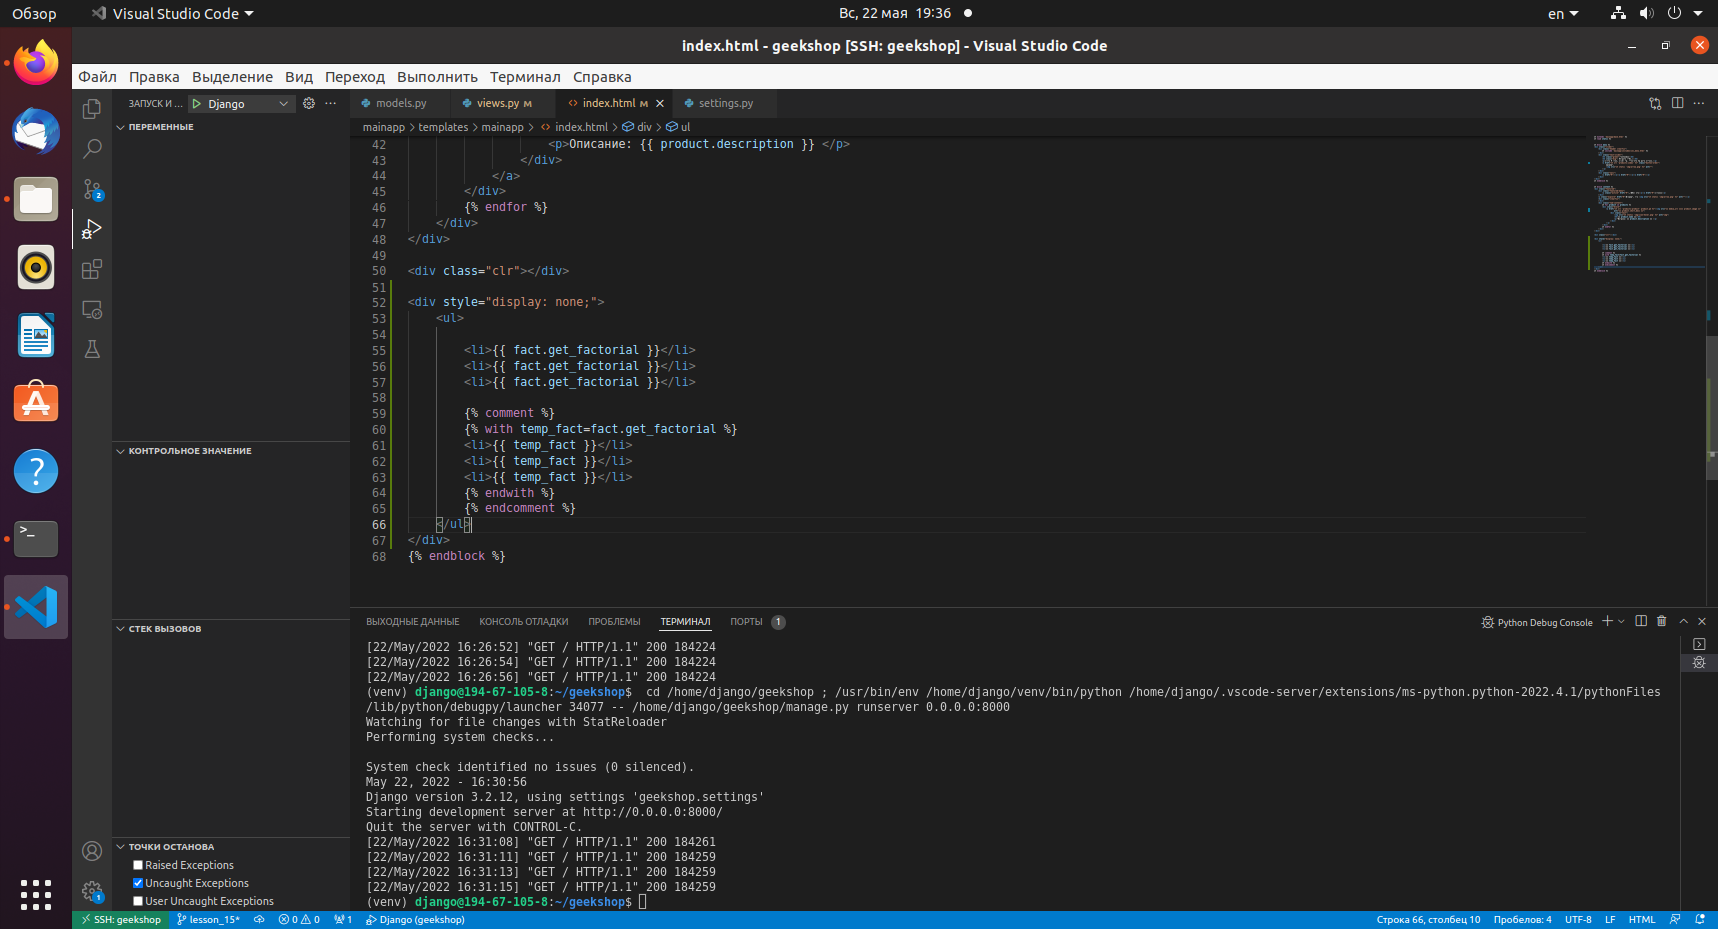 Обзор
Visual Studio Code
Вс, 22 мая 19:36
en
index.html - geekshop [SSH: geekshop] - Visual Studio Code
Файл Правка Выделение Вид Переход Выполнить Терминал Справка
ЗАПУСК И ...
Django
models.py
views.py M
index.html M
settings.py
ПЕРЕМЕННЫЕ
mainapp > templates > mainapp > index.html > div > ul
42 <p>Описание: {{ product.description }} </p>
43 </div>
44 </a>
45 </div>
46 {% endfor %}
47 </div>
48 </div>
49
50 <div class="clr"></div>
51
52 <div style="display: none;">
53 <ul>
54
55 <li>{{ fact.get_factorial }}</li>
56 <li>{{ fact.get_factorial }}</li>
57 <li>{{ fact.get_factorial }}</li>
58
59 {% comment %}
60 {% with temp_fact=fact.get_factorial %}
61 <li>{{ temp_fact }}</li>
62 <li>{{ temp_fact }}</li>
63 <li>{{ temp_fact }}</li>
64 {% endwith %}
65 {% endcomment %}
66 </ul>
67 </div>
68 {% endblock %}
КОНТРОЛЬНОЕ ЗНАЧЕНИЕ
СТЕК ВЫЗОВОВ
ТОЧКИ ОСТАНОВА
Raised Exceptions
Uncaught Exceptions
User Uncaught Exceptions
2
1
ВЫХОДНЫЕ ДАННЫЕ КОНСОЛЬ ОТЛАДКИ ПРОБЛЕМЫ ТЕРМИНАЛ ПОРТЫ 1
Python Debug Console
[22/May/2022 16:26:52] "GET / HTTP/1.1" 200 184224
[22/May/2022 16:26:54] "GET / HTTP/1.1" 200 184224
[22/May/2022 16:26:56] "GET / HTTP/1.1" 200 184224
(venv) django@194-67-105-8:~/geekshop$ cd /home/django/geekshop ; /usr/bin/env /home/django/venv/bin/python /home/django/.vscode-server/extensions/ms-python.python-2022.4.1/pythonFiles
/lib/python/debugpy/launcher 34077 -- /home/django/geekshop/manage.py runserver 0.0.0.0:8000
Watching for file changes with StatReloader
Performing system checks...
System check identified no issues (0 silenced).
May 22, 2022 - 16:30:56
Django version 3.2.12, using settings 'geekshop.settings'
Starting development server at http://0.0.0.0:8000/
Quit the server with CONTROL-C.
[22/May/2022 16:31:08] "GET / HTTP/1.1" 200 184261
[22/May/2022 16:31:11] "GET / HTTP/1.1" 200 184259
[22/May/2022 16:31:13] "GET / HTTP/1.1" 200 184259
[22/May/2022 16:31:15] "GET / HTTP/1.1" 200 184259
(venv) django@194-67-105-8:~/geekshop$
SSH: geekshop
lesson_15*
0 0
1
Django (geekshop)
Строка 66, столбец 10 Пробелов: 4 UTF-8 LF HTML